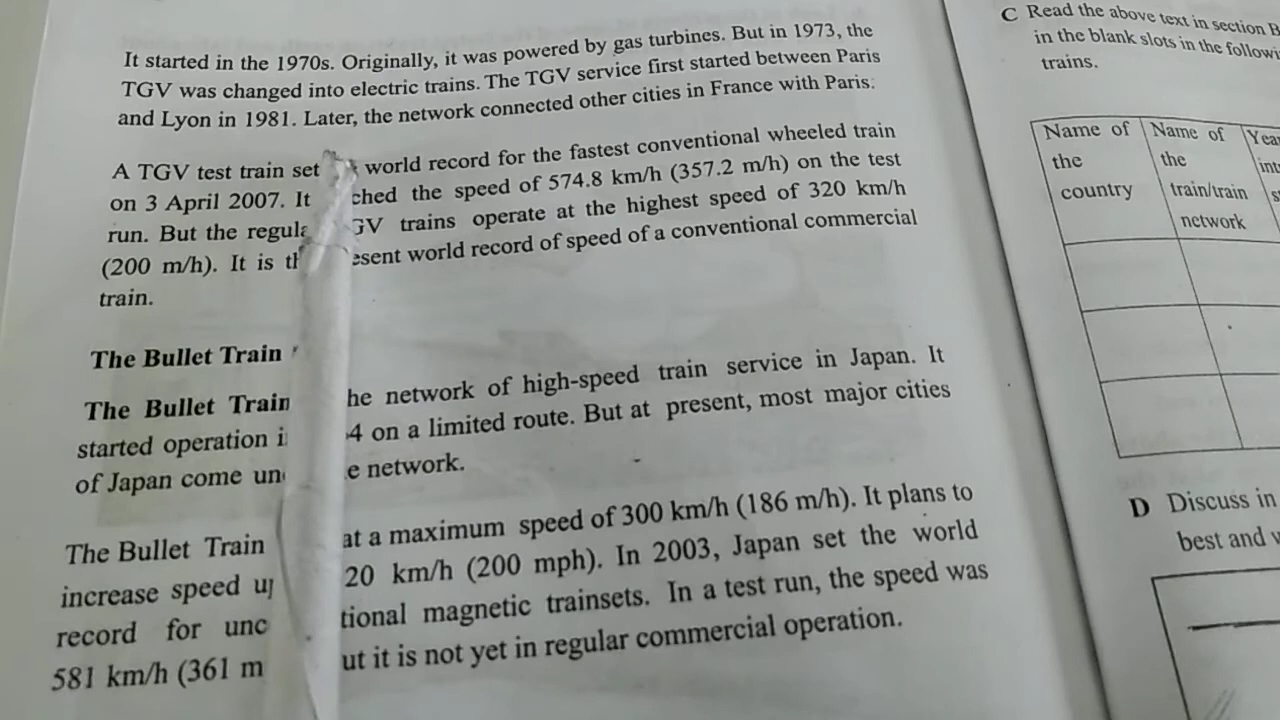 It started in the 1970s. Originally, it was powered by gas turbines. But in 1973, the
TGV was changed into electric trains. The TGV service first started between Paris
and Lyon in 1981. Later, the network connected other cities in France with Paris.
A TGV test train set world record for the fastest conventional wheeled train
on 3 April 2007. It ched the speed of 574.8 km/h (357.2 m/h) on the test
run. But the regula GV trains operate at the highest speed of 320 km/h
(200 m/h). It is th esent world record of speed of a conventional commercial
train.
The Bullet Train
The Bullet Train he network of high-speed train service in Japan. It
started operation i 4 on a limited route. But at present, most major cities
of Japan come un e network.
The Bullet Train at a maximum speed of 300 km/h (186 m/h). It plans to
increase speed u 20 km/h (200 mph). In 2003, Japan set the world
record for unc tional magnetic trainsets. In a test run, the speed was
581 km/h (361 m ut it is not yet in regular commercial operation.
C Read the above text in section B
in the blank slots in the followi
trains.
Name of the country
Name of the train/train network
Yea
int
D Discuss in
best and